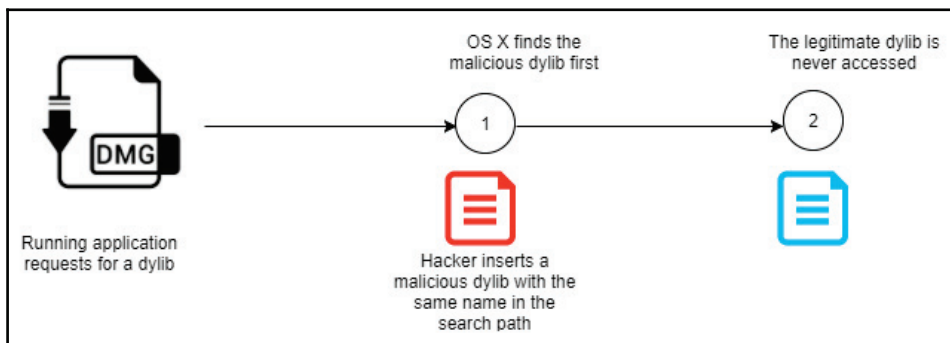 OS X finds the
malicious dylib first
The legitimate dylib is
never accessed
DMG
1
2
Running application
requests for a dylib
Hacker inserts a
malicious dylib with the
same name in the
search path